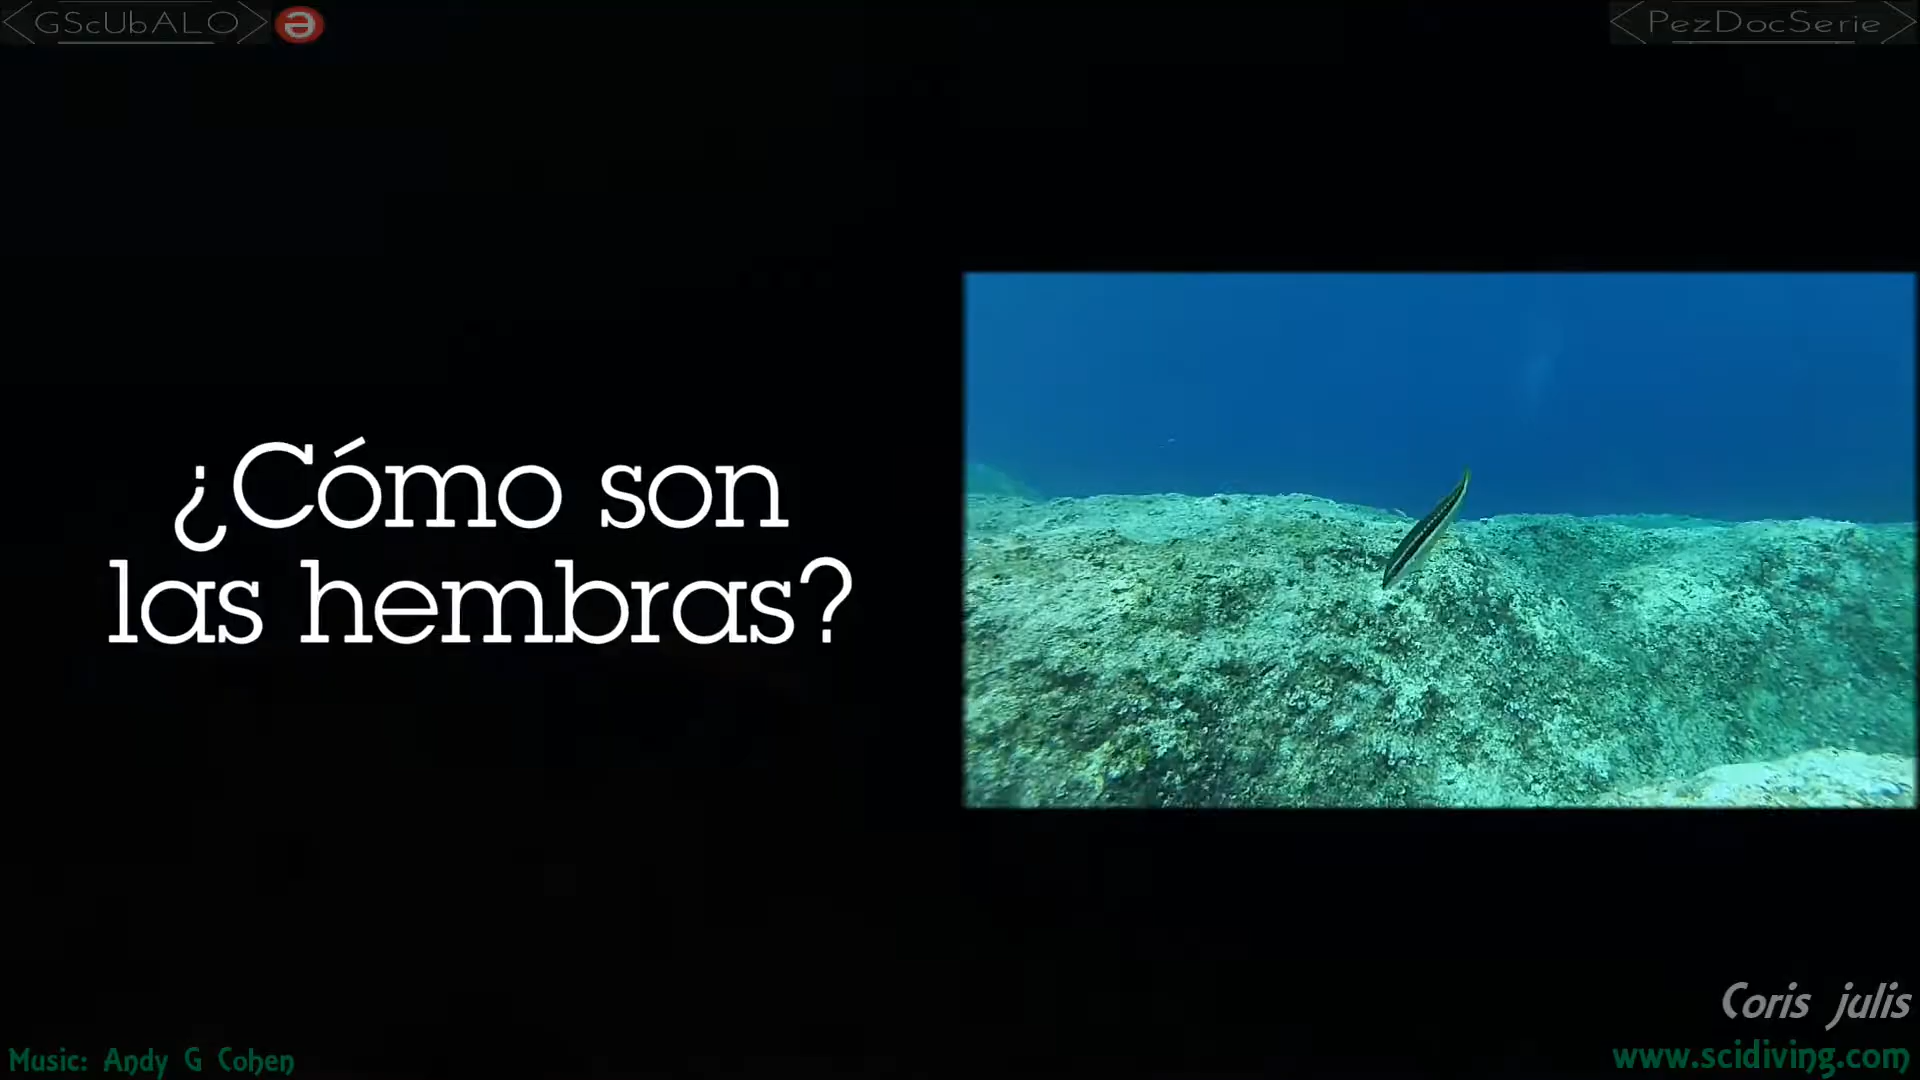 GScUbALO
PezDocSerie
¿Cómo son
las hembras?
Coris julis
Music: Andy G Cohen
www.scidiving.com